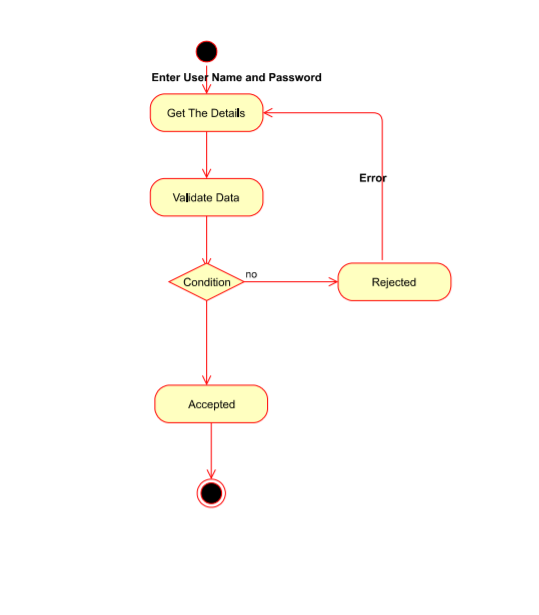 Enter User Name and Password
Get The Details
Validate Data
Error
Condition
no
Rejected
Accepted